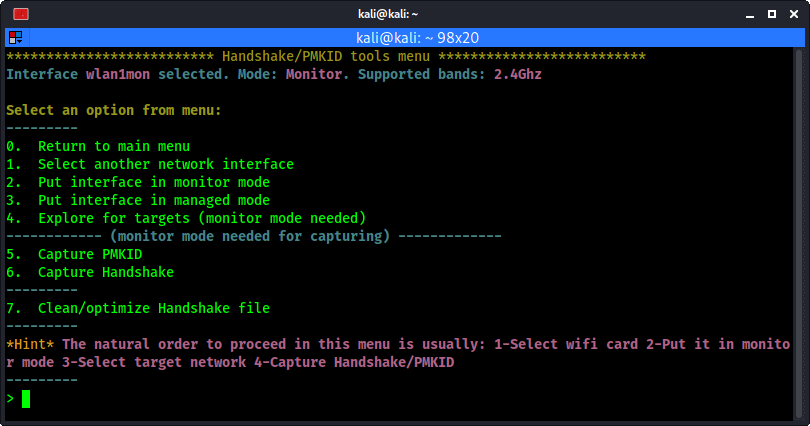 kali@kali: ~
kali@kali: ~ 98x20
************************** Handshake/PMKID tools menu **************************
Interface wlan1mon selected. Mode: Monitor. Supported bands: 2.4Ghz
Select an option from menu:
---------
0.  Return to main menu
1.  Select another network interface
2.  Put interface in monitor mode
3.  Put interface in managed mode
4.  Explore for targets (monitor mode needed)
------------ (monitor mode needed for capturing) -------------
5.  Capture PMKID
6.  Capture Handshake
---------
7.  Clean/optimize Handshake file
---------
*Hint* The natural order to proceed in this menu is usually: 1-Select wifi card 2-Put it in monito
r mode 3-Select target network 4-Capture Handshake/PMKID
---------
>